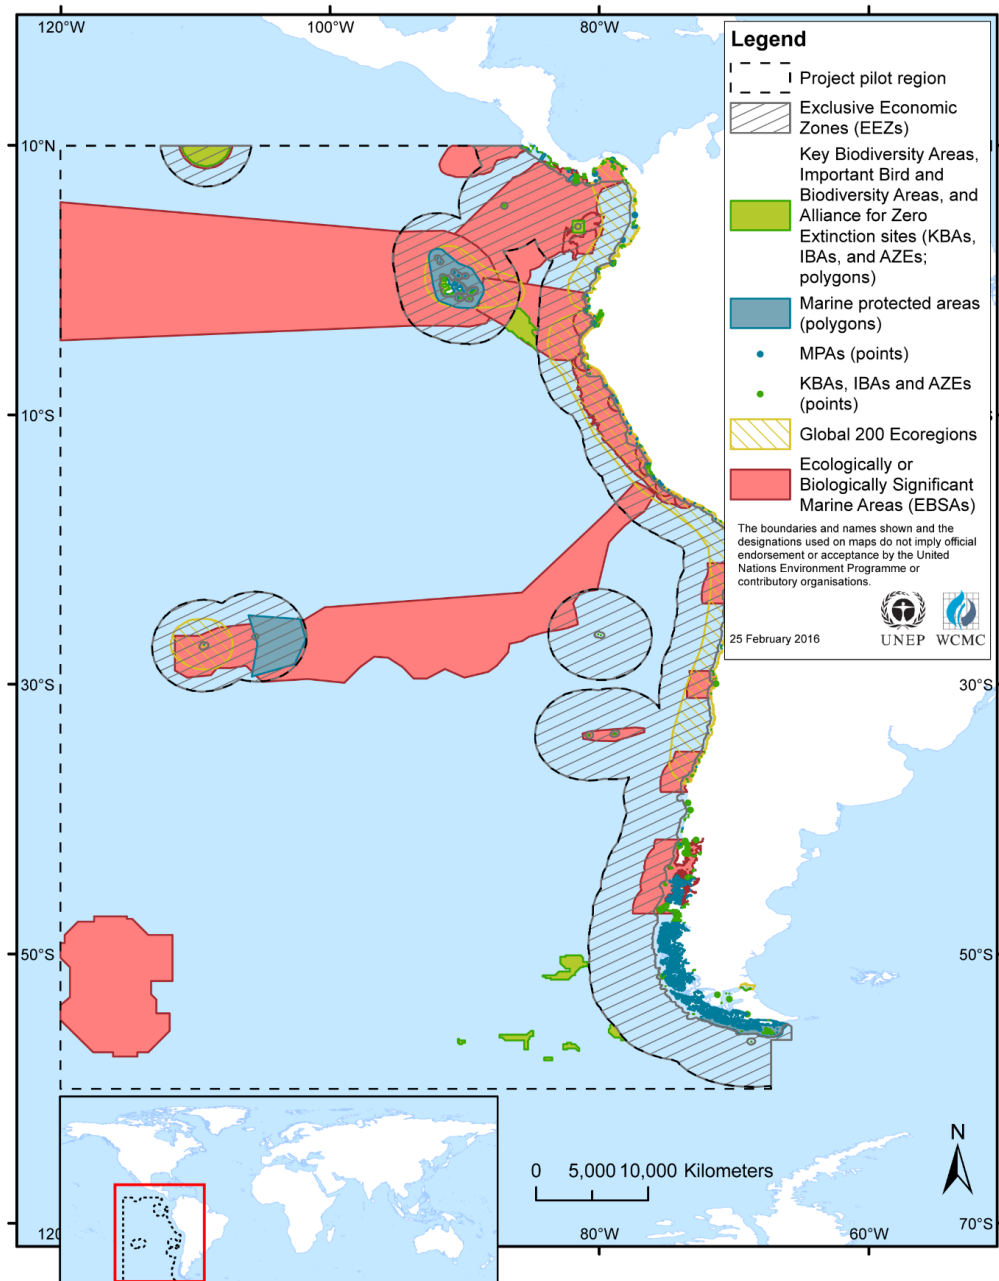 120°W
100°W
80°W
Legend
Project pilot region
Exclusive Economic
Zones (EEZs)
Key Biodiversity Areas,
Important Bird and
Biodiversity Areas, and
Alliance for Zero
Extinction sites (KBAs,
IBAs, and AZEs;
polygons)
Marine protected areas
(polygons)
MPAs (points)
KBAs, IBAs and AZEs
(points)
Global 200 Ecoregions
Ecologically or
Biologically Significant
Marine Areas (EBSAs)
The boundaries and names shown and the
designations used on maps do not imply official
endorsement or acceptance by the United
Nations Environment Programme or
contributory organisations.
25 February 2016
UNEP
WCMC
10°N
10°S
30°S
30°S
50°S
50°S
N
0 5,000 10,000 Kilometers
70°S
80°W
60°W